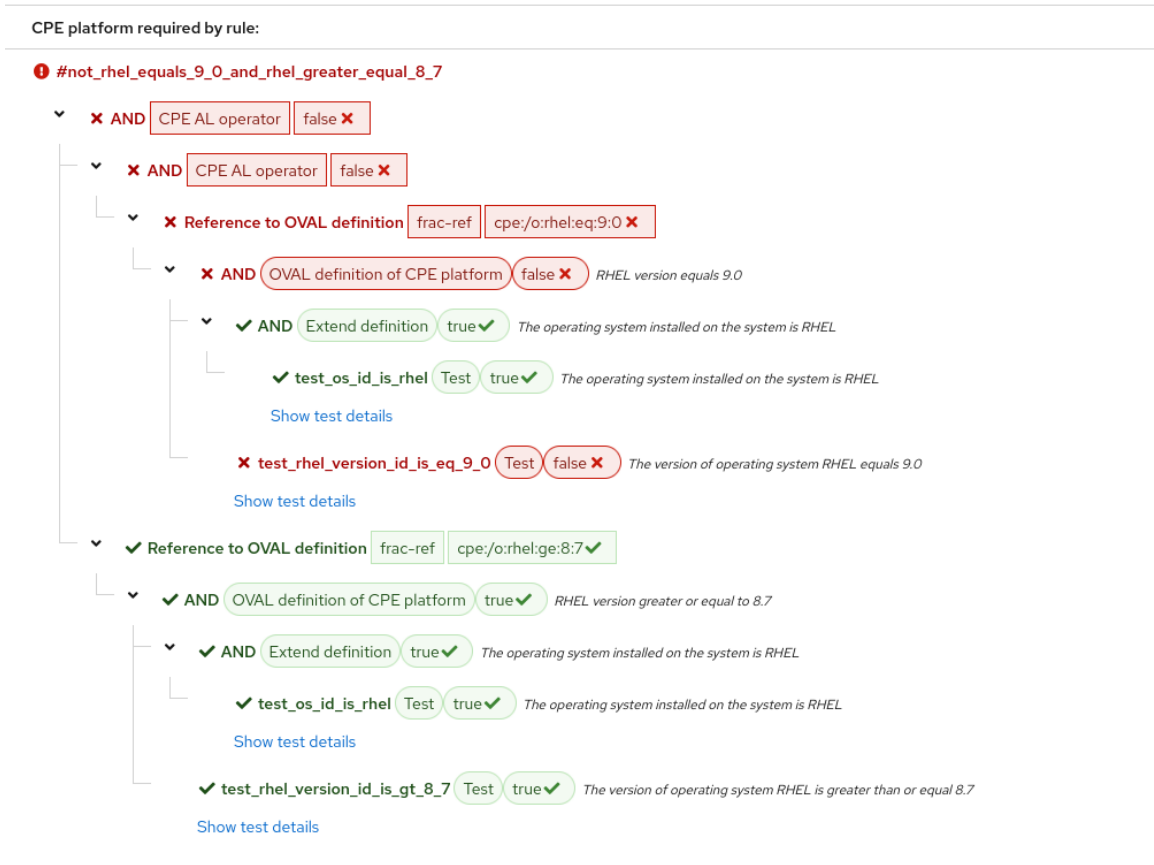 CPE platform required by rule:
#not_rhel_equals_9_0_and_rhel_greater_equal_8_7
AND CPE AL operator false
AND CPE AL operator false
Reference to OVAL definition frac-ref cpe:/o:rhel:eq:9:0
AND OVAL definition of CPE platform false RHEL version equals 9.0
AND Extend definition true The operating system installed on the system is RHEL
test_os_id_is_rhel Test true The operating system installed on the system is RHEL
Show test details
test_rhel_version_id_is_eq_9_0 Test false The version of operating system RHEL equals 9.0
Show test details
Reference to OVAL definition frac-ref cpe:/o:rhel:ge:8:7
AND OVAL definition of CPE platform true RHEL version greater or equal to 8.7
AND Extend definition true The operating system installed on the system is RHEL
test_os_id_is_rhel Test true The operating system installed on the system is RHEL
Show test details
test_rhel_version_id_is_gt_8_7 Test true The version of operating system RHEL is greater than or equal 8.7
Show test details